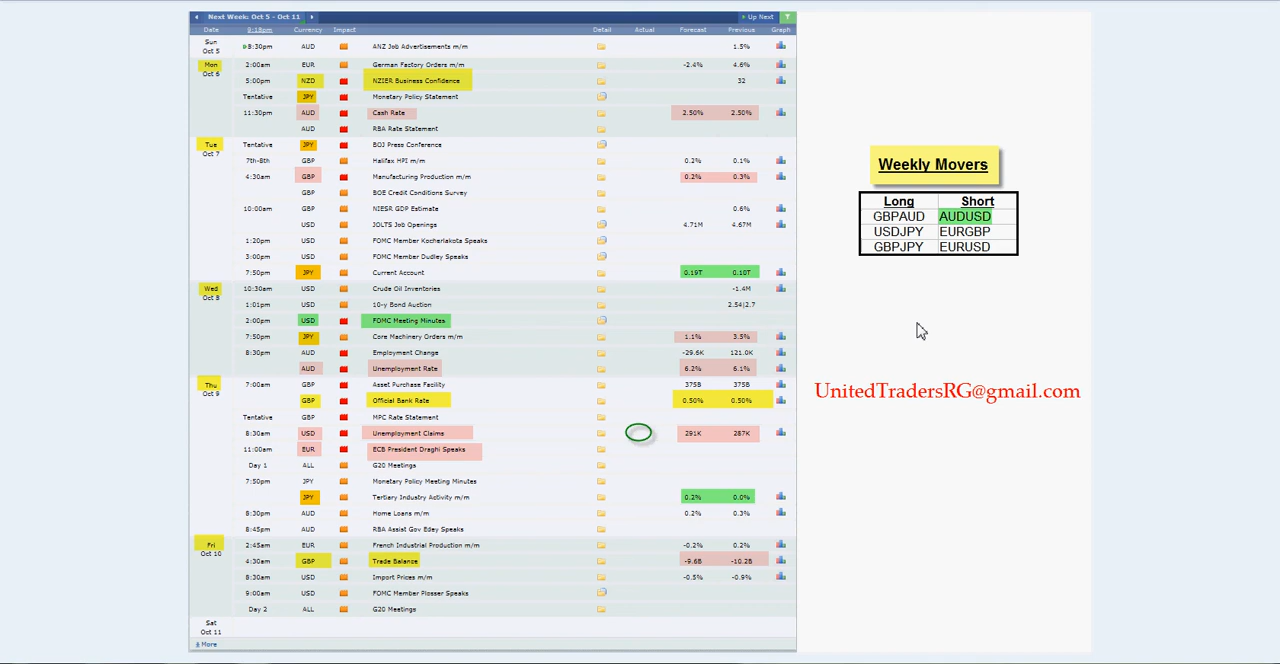 Next Week: Oct 5 - Oct 11 Up Next
Date 9:18pm Currency Impact Detail Actual Forecast Previous Graph
Sun Oct 5 8:30pm AUD ANZ Job Advertisements m/m 1.5%
Mon Oct 6 2:00am EUR German Factory Orders m/m -2.4% 4.6%
5:00pm NZD NZIER Business Confidence 32
Tentative JPY Monetary Policy Statement
11:30pm AUD Cash Rate 2.50% 2.50%
AUD RBA Rate Statement
Tue Oct 7 Tentative JPY BOJ Press Conference
7th-8th GBP Halifax HPI m/m 0.2% 0.1%
4:30am GBP Manufacturing Production m/m 0.2% 0.3%
GBP BOE Credit Conditions Survey
10:00am GBP NIESR GDP Estimate 0.6%
USD JOLTS Job Openings 4.71M 4.67M
1:20pm USD FOMC Member Kocherlakota Speaks
3:00pm USD FOMC Member Dudley Speaks
7:50pm JPY Current Account 0.19T 0.10T
Wed Oct 8 10:30am USD Crude Oil Inventories -1.4M
1:01pm USD 10-y Bond Auction 2.54|2.7
2:00pm USD FOMC Meeting Minutes
7:50pm JPY Core Machinery Orders m/m 1.1% 3.5%
8:30pm AUD Employment Change -29.6K 121.0K
AUD Unemployment Rate 6.2% 6.1%
Thu Oct 9 7:00am GBP Asset Purchase Facility 375B 375B
GBP Official Bank Rate 0.50% 0.50%
Tentative GBP MPC Rate Statement
8:30am USD Unemployment Claims 291K 287K
11:00am EUR ECB President Draghi Speaks
Day 1 ALL G20 Meetings
7:50pm JPY Monetary Policy Meeting Minutes
JPY Tertiary Industry Activity m/m 0.2% 0.0%
8:30pm AUD Home Loans m/m 0.2% 0.3%
8:45pm AUD RBA Assist Gov Edey Speaks
Fri Oct 10 2:45am EUR French Industrial Production m/m -0.2% 0.2%
4:30am GBP Trade Balance -9.6B -10.2B
8:30am USD Import Prices m/m -0.5% -0.9%
9:00am USD FOMC Member Plosser Speaks
Day 2 ALL G20 Meetings
Sat Oct 11
More
Weekly Movers
Long Short
GBPAUD AUDUSD
USDJPY EURGBP
GBPJPY EURUSD
UnitedTradersRG@gmail.com